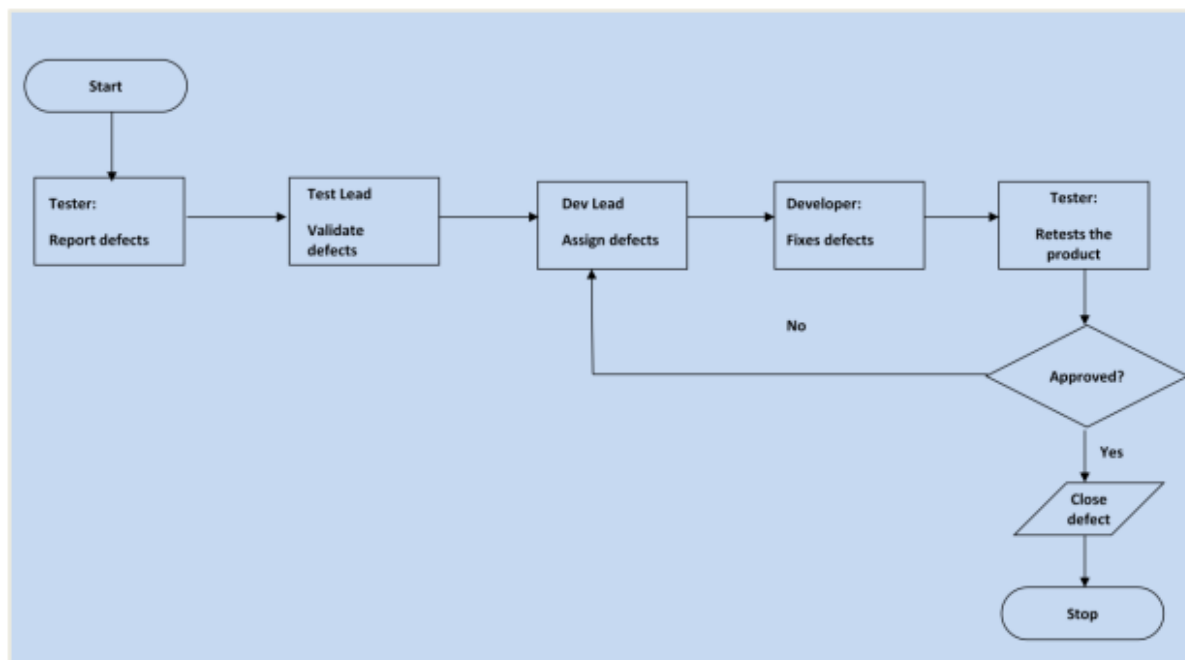 Start
Tester:
Report defects
Test Lead
Validate
defects
Dev Lead
Assign defects
Developer:
Fixes defects
Tester:
Retests the
product
No
Approved?
Yes
Close
defect
Stop